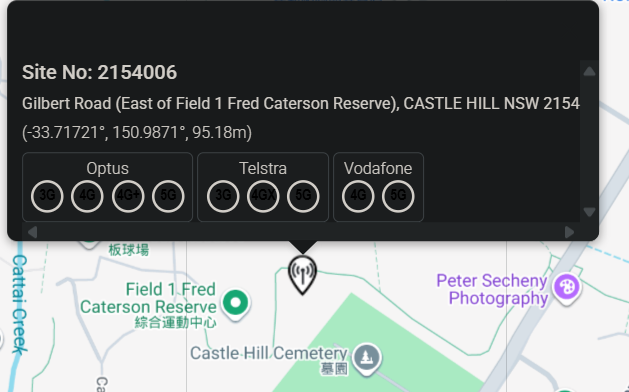 Site No: 2154006
Gilbert Road (East of Field 1 Fred Caterson Reserve), CASTLE HILL NSW 2154
(-33.71721°, 150.9871°, 95.18m)
Optus
Telstra
Vodafone
3G 4G 4G+ 5G
3G 4GX 5G
4G 5G
板球場
Cattai Creek
Field 1 Fred
Caterson Reserve
綜合運動中心
Peter Secheny
Photography
Castle Hill Cemetery
墓園